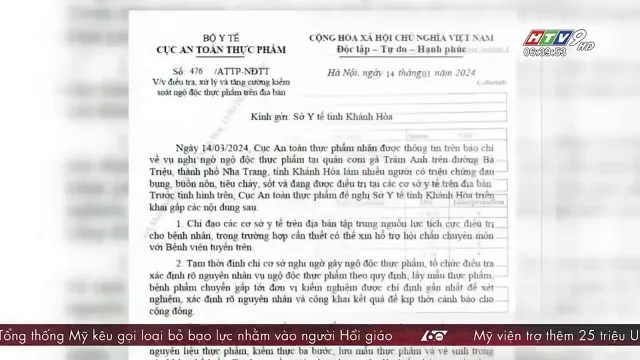 HTV9 HD
06:39:53
BỘ Y TẾ
CỤC AN TOÀN THỰC PHẨM
CỘNG HÒA XÃ HỘI CHỦ NGHĨA VIỆT NAM
Độc lập – Tự do – Hạnh phúc
Số: 476 /ATTP-NĐTT
V/v điều tra, xử lý và tăng cường kiểm
soát ngộ độc thực phẩm trên địa bàn
Hà Nội, ngày 14 tháng 03 năm 2024
Kính gửi: Sở Y tế tỉnh Khánh Hòa
Ngày 14/03/2024, Cục An toàn thực phẩm nhận được thông tin trên báo chí
về vụ nghi ngờ ngộ độc thực phẩm tại quán cơm gà Trâm Anh trên đường Bà
Triệu, thành phố Nha Trang, tỉnh Khánh Hòa làm nhiều người có triệu chứng đau
bụng, buồn nôn, tiêu chảy, sốt và đang được điều trị tại các cơ sở y tế trên địa bàn
Trước tình hình trên, Cục An toàn thực phẩm đề nghị Sở Y tế tỉnh Khánh Hòa triển
khai gấp các nội dung sau.
1. Chỉ đạo các cơ sở y tế trên địa bàn tập trung nguồn lực tích cực điều trị
cho bệnh nhân, trong trường hợp cần thiết có thể xin hỗ trợ hội chẩn chuyên môn
với Bệnh viện tuyến trên.
2. Tạm thời đình chỉ cơ sở nghi ngờ gây ngộ độc thực phẩm, tổ chức điều tra
xác định rõ nguyên nhân vụ ngộ độc thực phẩm theo quy định, lấy mẫu thực phẩm,
bệnh phẩm chuyển gấp tới đơn vị kiểm nghiệm được chỉ định gần nhất để xét
nghiệm, xác định rõ nguyên nhân và công khai kết quả để kịp thời cảnh báo cho
cộng đồng.
Tổng thống Mỹ kêu gọi loại bỏ bạo lực nhằm vào người Hồi giáo 60 Mỹ viện trợ thêm 25 triệu U
nguyên liệu thực phẩm, kiểm thực ba bước, lưu mẫu thực phẩm và vệ sinh trong